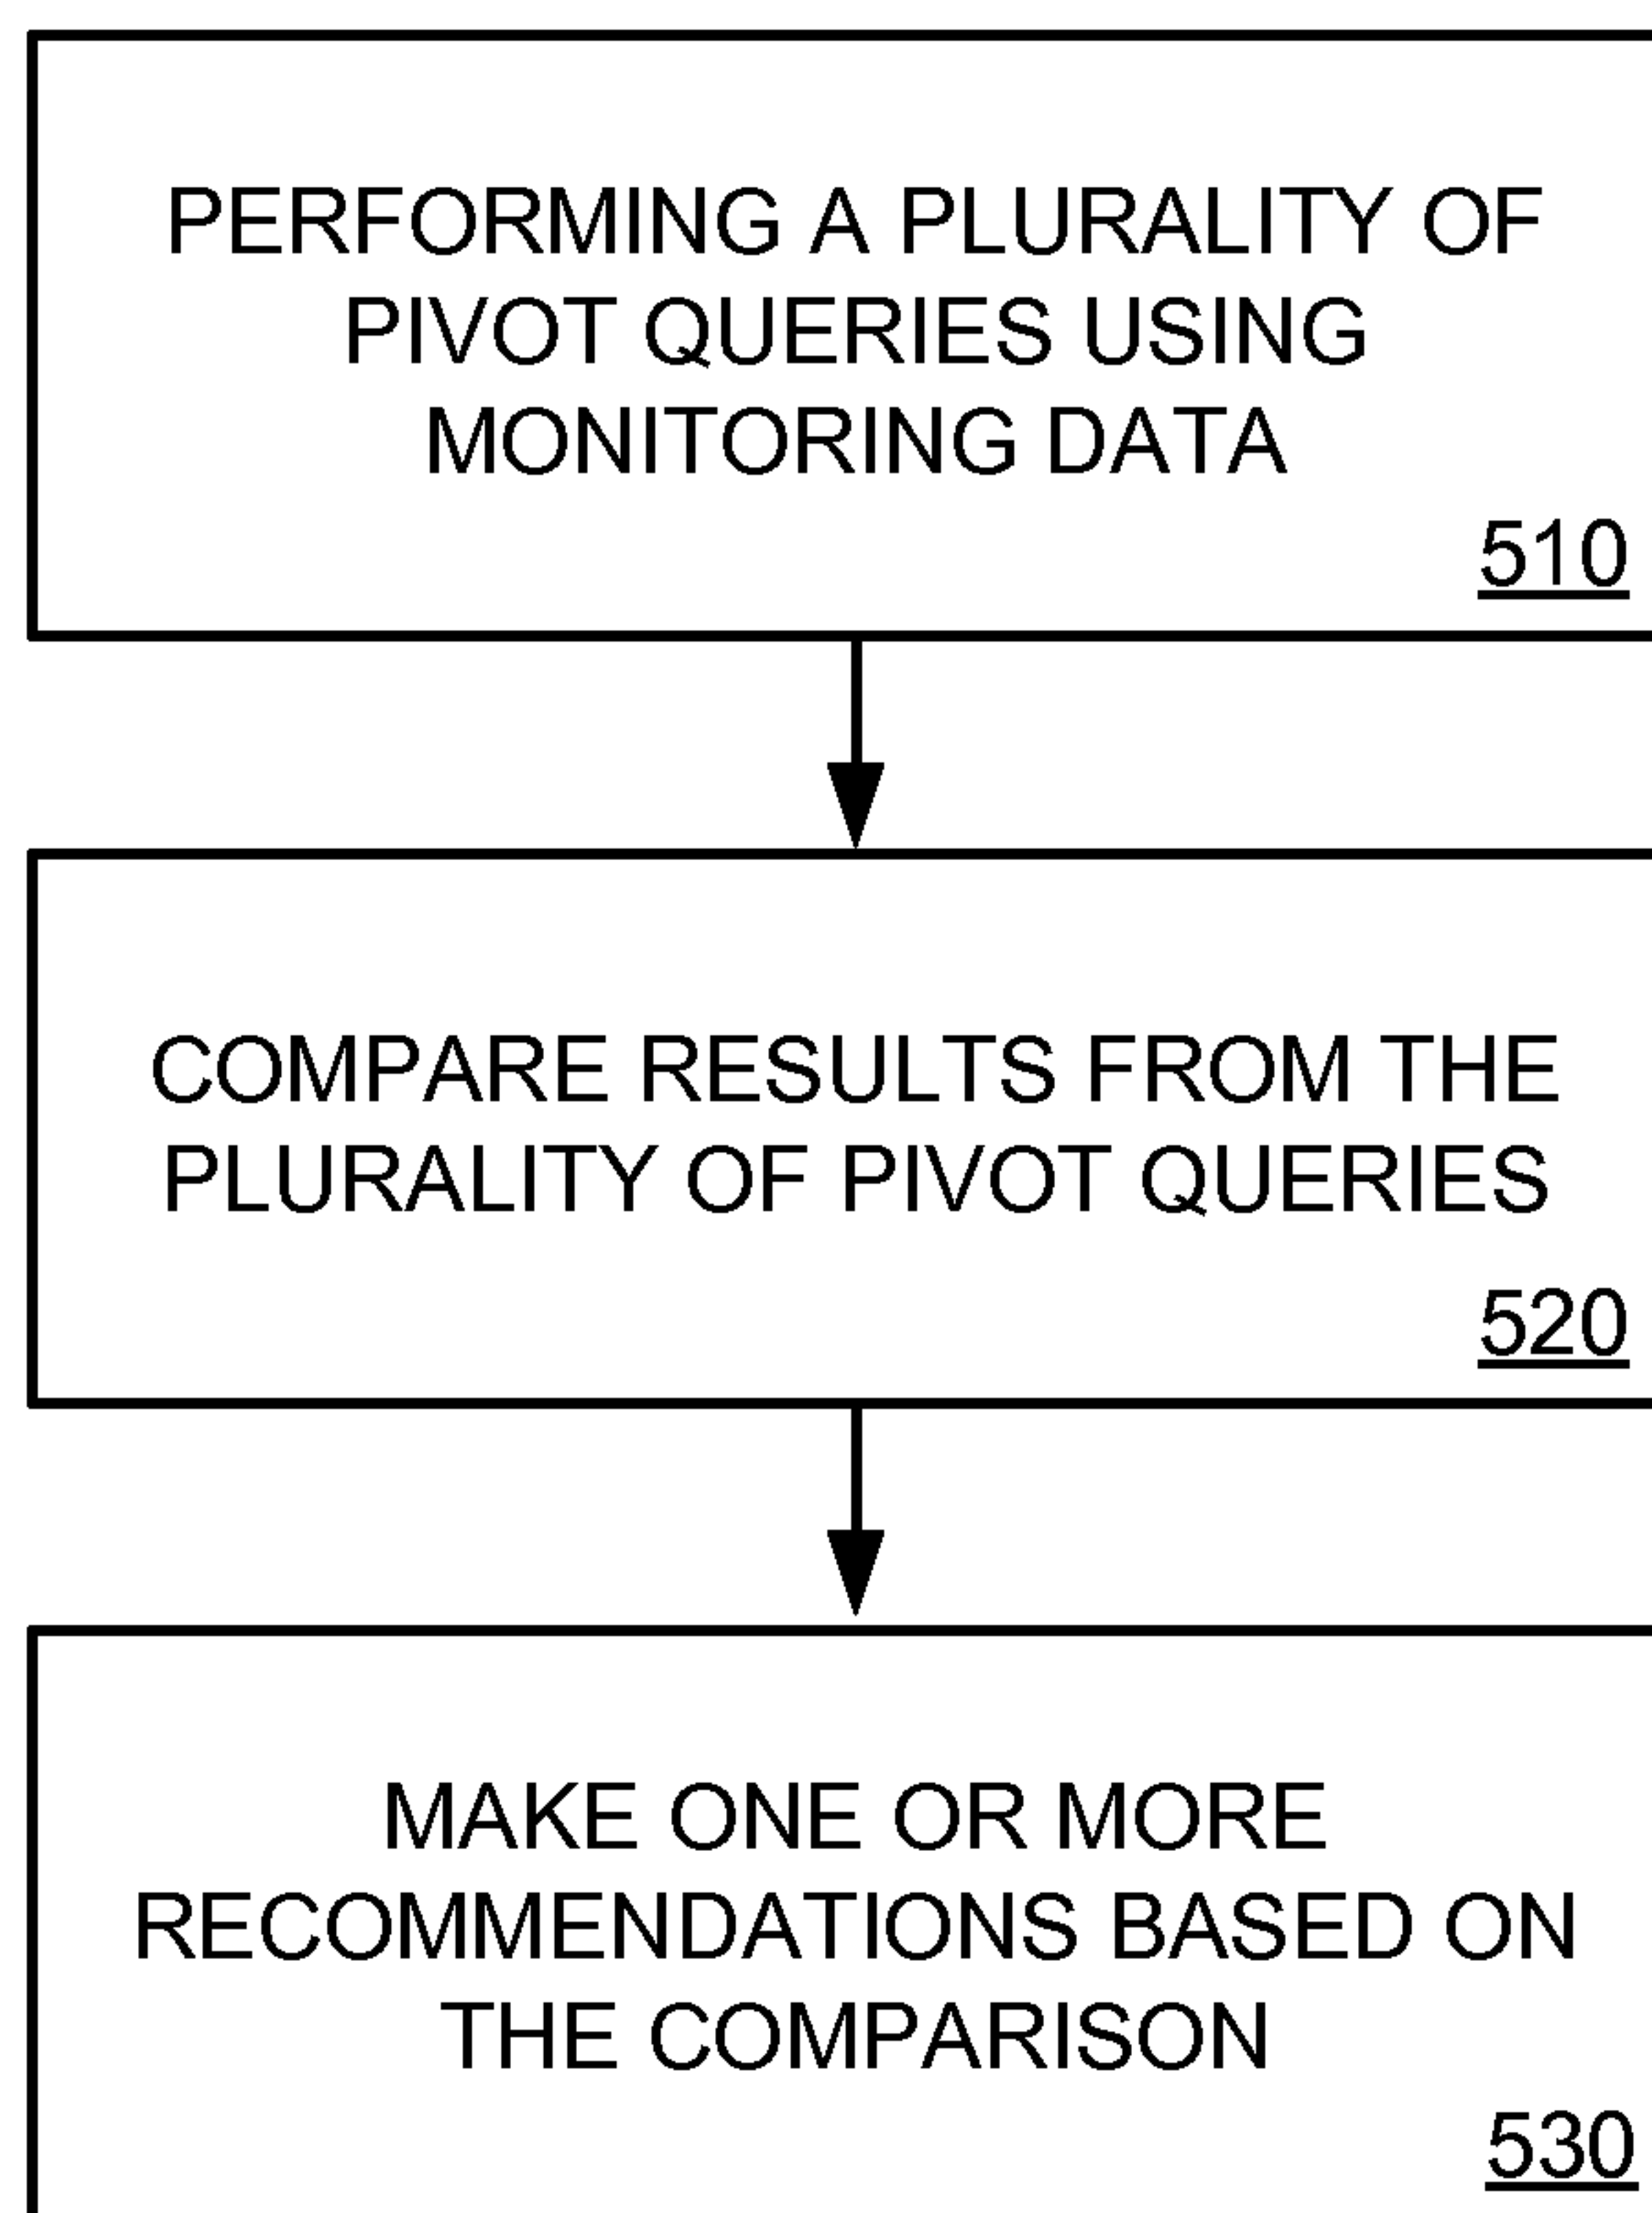 PERFORMING A PLURALITY OF
PIVOT QUERIES USING
MONITORING DATA
510
COMPARE RESULTS FROM THE
PLURALITY OF PIVOT QUERIES
520
MAKE ONE OR MORE
RECOMMENDATIONS BASED ON
THE COMPARISON
530